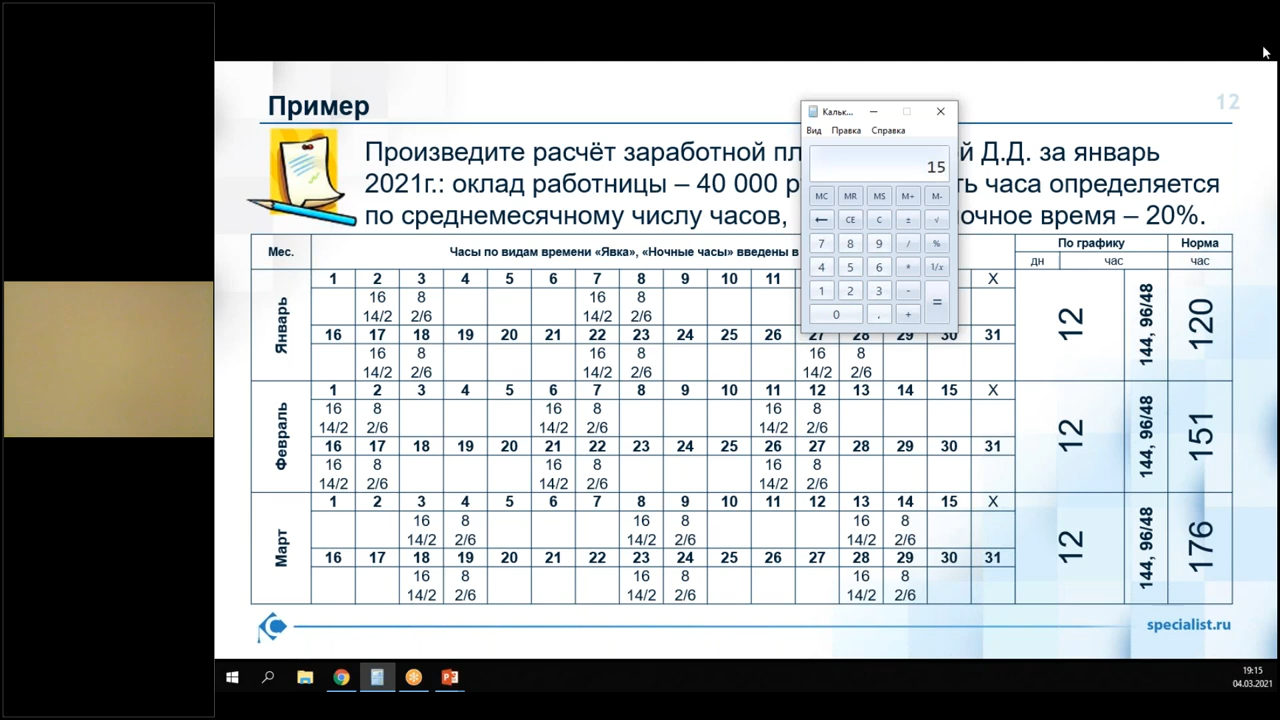 Пример
12
Произведите расчёт заработной пл й Д.Д. за январь
2021г.: оклад работницы – 40 000 р ть часа определяется
по среднемесячному числу часов, очное время – 20%.
Кальк...
Вид Правка Справка
15
MC MR MS M+ M-
← CE C ± √
7 8 9 / %
4 5 6 * 1/x
1 2 3 - =
0 , +
Мес. Часы по видам времени «Явка», «Ночные часы» введены в По графику Норма
дн час час
Январь
1 2 3 4 5 6 7 8 9 10 11 X
16 8 16 8
14/2 2/6 14/2 2/6
16 17 18 19 20 21 22 23 24 25 26 27 28 29 30 31
16 8 16 8 16 8
14/2 2/6 14/2 2/6 14/2 2/6
12 144, 96/48 120
Февраль
1 2 3 4 5 6 7 8 9 10 11 12 13 14 15 X
16 8 16 8 16 8
14/2 2/6 14/2 2/6 14/2 2/6
16 17 18 19 20 21 22 23 24 25 26 27 28 29 30 31
16 8 16 8 16 8
14/2 2/6 14/2 2/6 14/2 2/6
12 144, 96/48 151
Март
1 2 3 4 5 6 7 8 9 10 11 12 13 14 15 X
16 8 16 8 16 8
14/2 2/6 14/2 2/6 14/2 2/6
16 17 18 19 20 21 22 23 24 25 26 27 28 29 30 31
16 8 16 8 16 8
14/2 2/6 14/2 2/6 14/2 2/6
12 144, 96/48 176
specialist.ru
19:15
04.03.2021